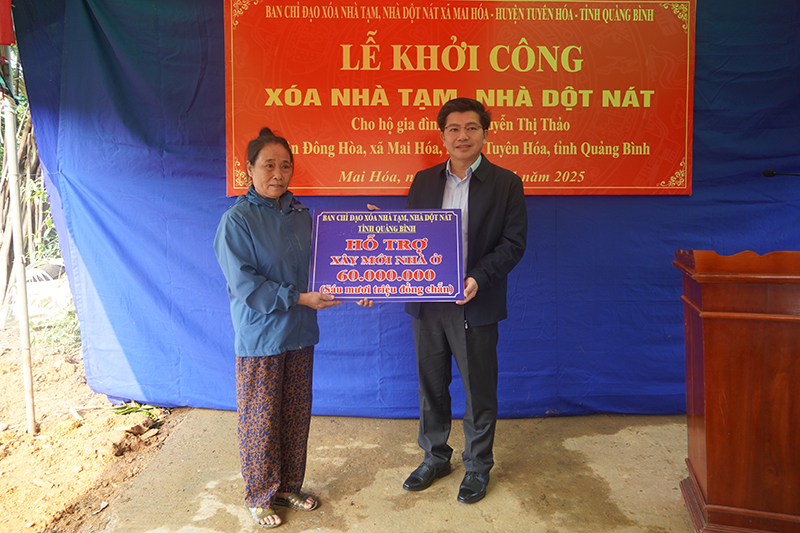 BAN CHỈ ĐẠO XÓA NHÀ TẠM, NHÀ DỘT NÁT XÃ MAI HÓA - HUYỆN TUYÊN HÓA - TỈNH QUẢNG BÌNH
LỄ KHỞI CÔNG
XÓA NHÀ TẠM, NHÀ DỘT NÁT
Cho hộ gia đình Thị Thảo
Đông Hòa, xã Mai Hóa, Tuyên Hóa, tỉnh Quảng Bình
Mai Hóa, năm 2025
BAN CHỈ ĐẠO XÓA NHÀ TẠM, NHÀ DỘT NÁT
TỈNH QUẢNG BÌNH
HỖ TRỢ
XÂY MỚI NHÀ Ở
60.000.000
(Sáu mươi triệu đồng chẵn)